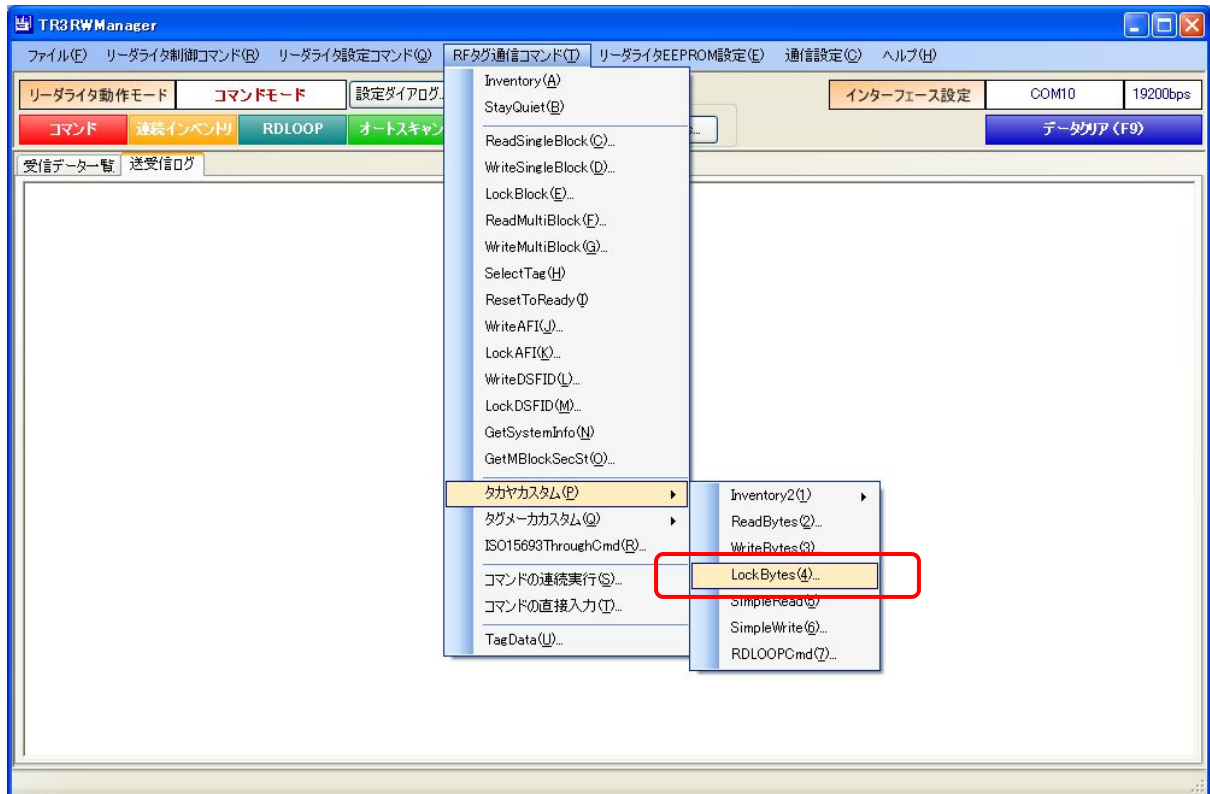 TR3RWManager
ファイル(F) リーダライタ制御コマンド(R) リーダライタ設定コマンド(Q) RFタグ通信コマンド(T) リーダライタEEPROM設定(E) 通信設定(C) ヘルプ(H)
リーダライタ動作モード コマンドモード 設定ダイアログ... インターフェース設定 COM10 19200bps
コマンド 連続インベントリ RDLOOP オートスキャン データクリア (F9)
受信データ一覧 送受信ログ
Inventory(A)
StayQuiet(B)
ReadSingleBlock(C)...
WriteSingleBlock(D)...
LockBlock(E)...
ReadMultiBlock(F)...
WriteMultiBlock(G)...
SelectTag(H)
ResetToReady(I)
WriteAFI(J)...
LockAFI(K)...
WriteDSFID(L)...
LockDSFID(M)...
GetSystemInfo(N)
GetMBlockSecSt(O)...
タカヤカスタム(P)
タグメーカカスタム(Q)
ISO15693ThroughCmd(R)...
コマンドの連続実行(S)...
コマンドの直接入力(T)...
TagData(U)...
Inventory2(1)
ReadBytes(2)...
WriteBytes(3)...
LockBytes(4)...
SimpleRead(5)
SimpleWrite(6)...
RDLOOPCmd(7)...